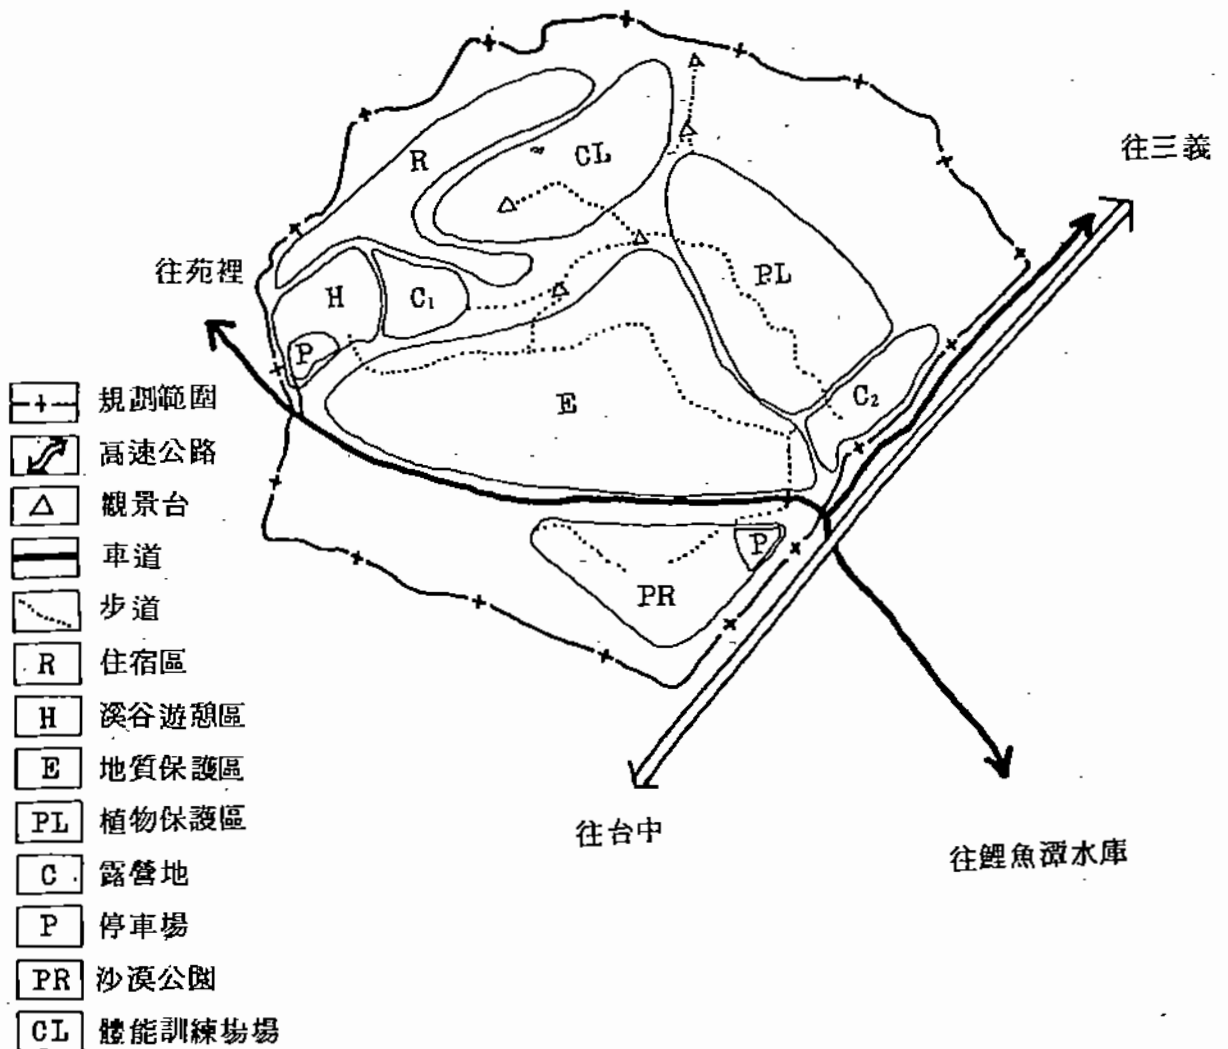 往三義
R
CL
往苑裡
H
C₁
PL
P
E
C₂
P
PR
往台中
往鯉魚潭水庫
規劃範圍
高速公路
觀景台
車道
步道
R 住宿區
H 溪谷遊憩區
E 地質保護區
PL 植物保護區
C 露營地
P 停車場
PR 沙漠公園
CL 體能訓練場場